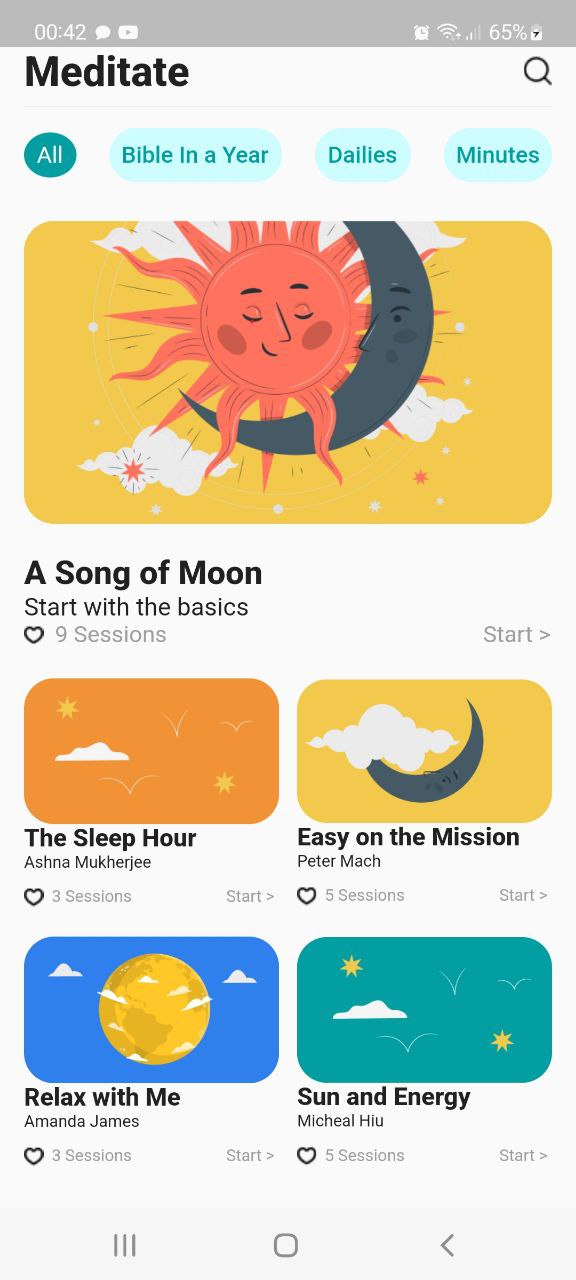 00:42
65%
Meditate
All
Bible In a Year
Dailies
Minutes
A Song of Moon
Start with the basics
9 Sessions
Start >
The Sleep Hour
Ashna Mukherjee
3 Sessions
Start >
Easy on the Mission
Peter Mach
5 Sessions
Start >
Relax with Me
Amanda James
3 Sessions
Start >
Sun and Energy
Micheal Hiu
5 Sessions
Start >